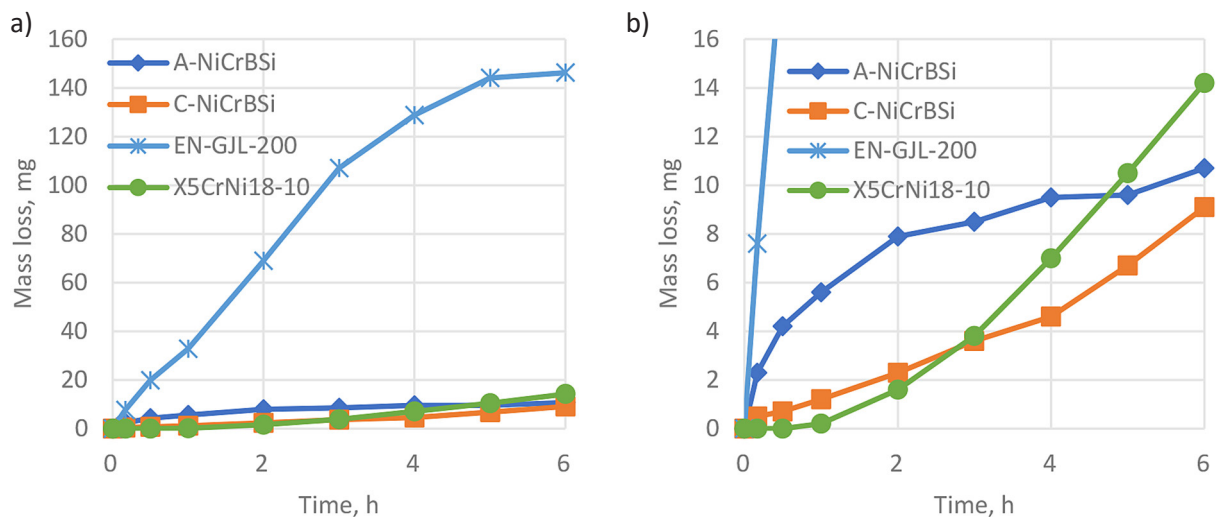 a)
160
140
120
100
80
60
40
20
0
Mass loss, mg
A-NiCrBSi
C-NiCrBSi
EN-GJL-200
X5CrNi18-10
0
2
4
6
Time, h
b)
16
14
12
10
8
6
4
2
0
Mass loss, mg
A-NiCrBSi
C-NiCrBSi
EN-GJL-200
X5CrNi18-10
0
2
4
6
Time, h